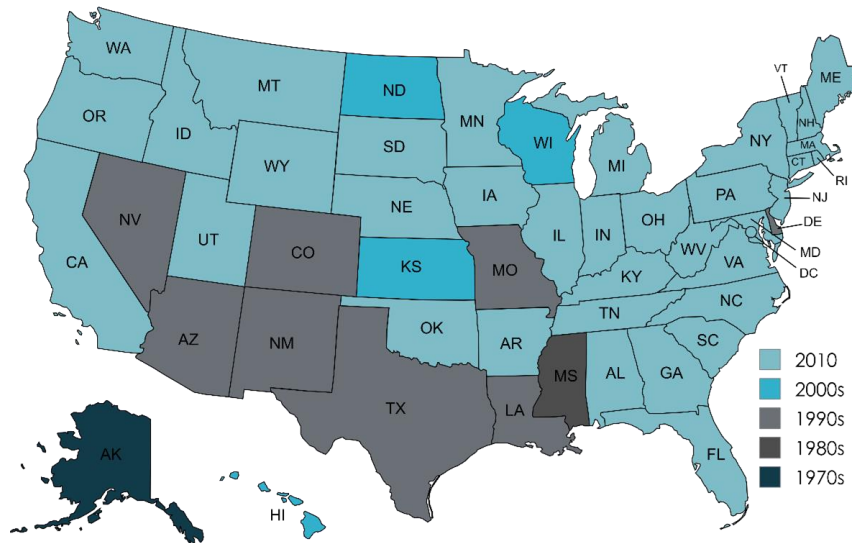 WA
MT
ND
MN
VT
ME
OR
ID
SD
WI
NY
NH
MA
WY
MI
CT
RI
NV
NE
IA
PA
NJ
UT
CO
IL
IN
OH
DE
CA
KS
MO
WV
VA
MD
KY
DC
AZ
NM
OK
TN
NC
AR
SC
TX
LA
MS
AL
GA
FL
AK
HI
2010
2000s
1990s
1980s
1970s